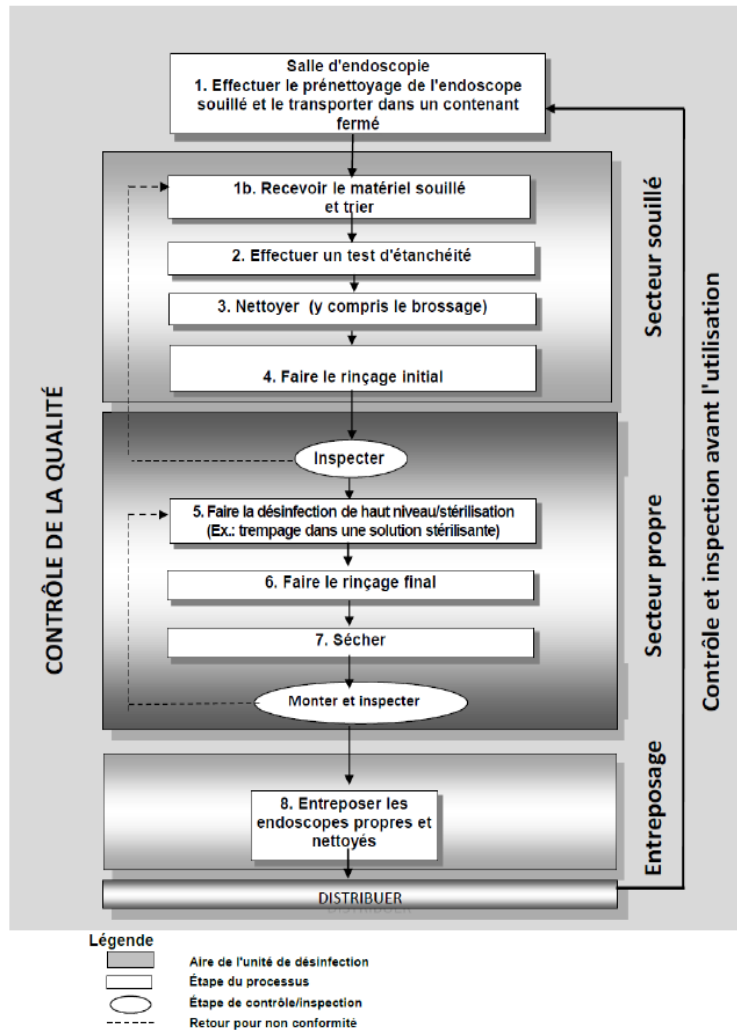 Salle d'endoscopie
1. Effectuer le prénettoyage de l'endoscope
souillé et le transporter dans un contenant
fermé
1b. Recevoir le matériel souillé
et trier
2. Effectuer un test d'étanchéité
3. Nettoyer (y compris le brossage)
4. Faire le rinçage initial
Secteur souillé
Inspecter
5. Faire la désinfection de haut niveau/stérilisation
(Ex.: trempage dans une solution stérilisante)
6. Faire le rinçage final
7. Sécher
Monter et inspecter
Secteur propre
8. Entreposer les
endoscopes propres et
nettoyés
Entreposage
DISTRIBUER
CONTRÔLE DE LA QUALITÉ
Contrôle et inspection avant l'utilisation
Légende
Aire de l'unité de désinfection
Étape du processus
Étape de contrôle/inspection
Retour pour non conformité